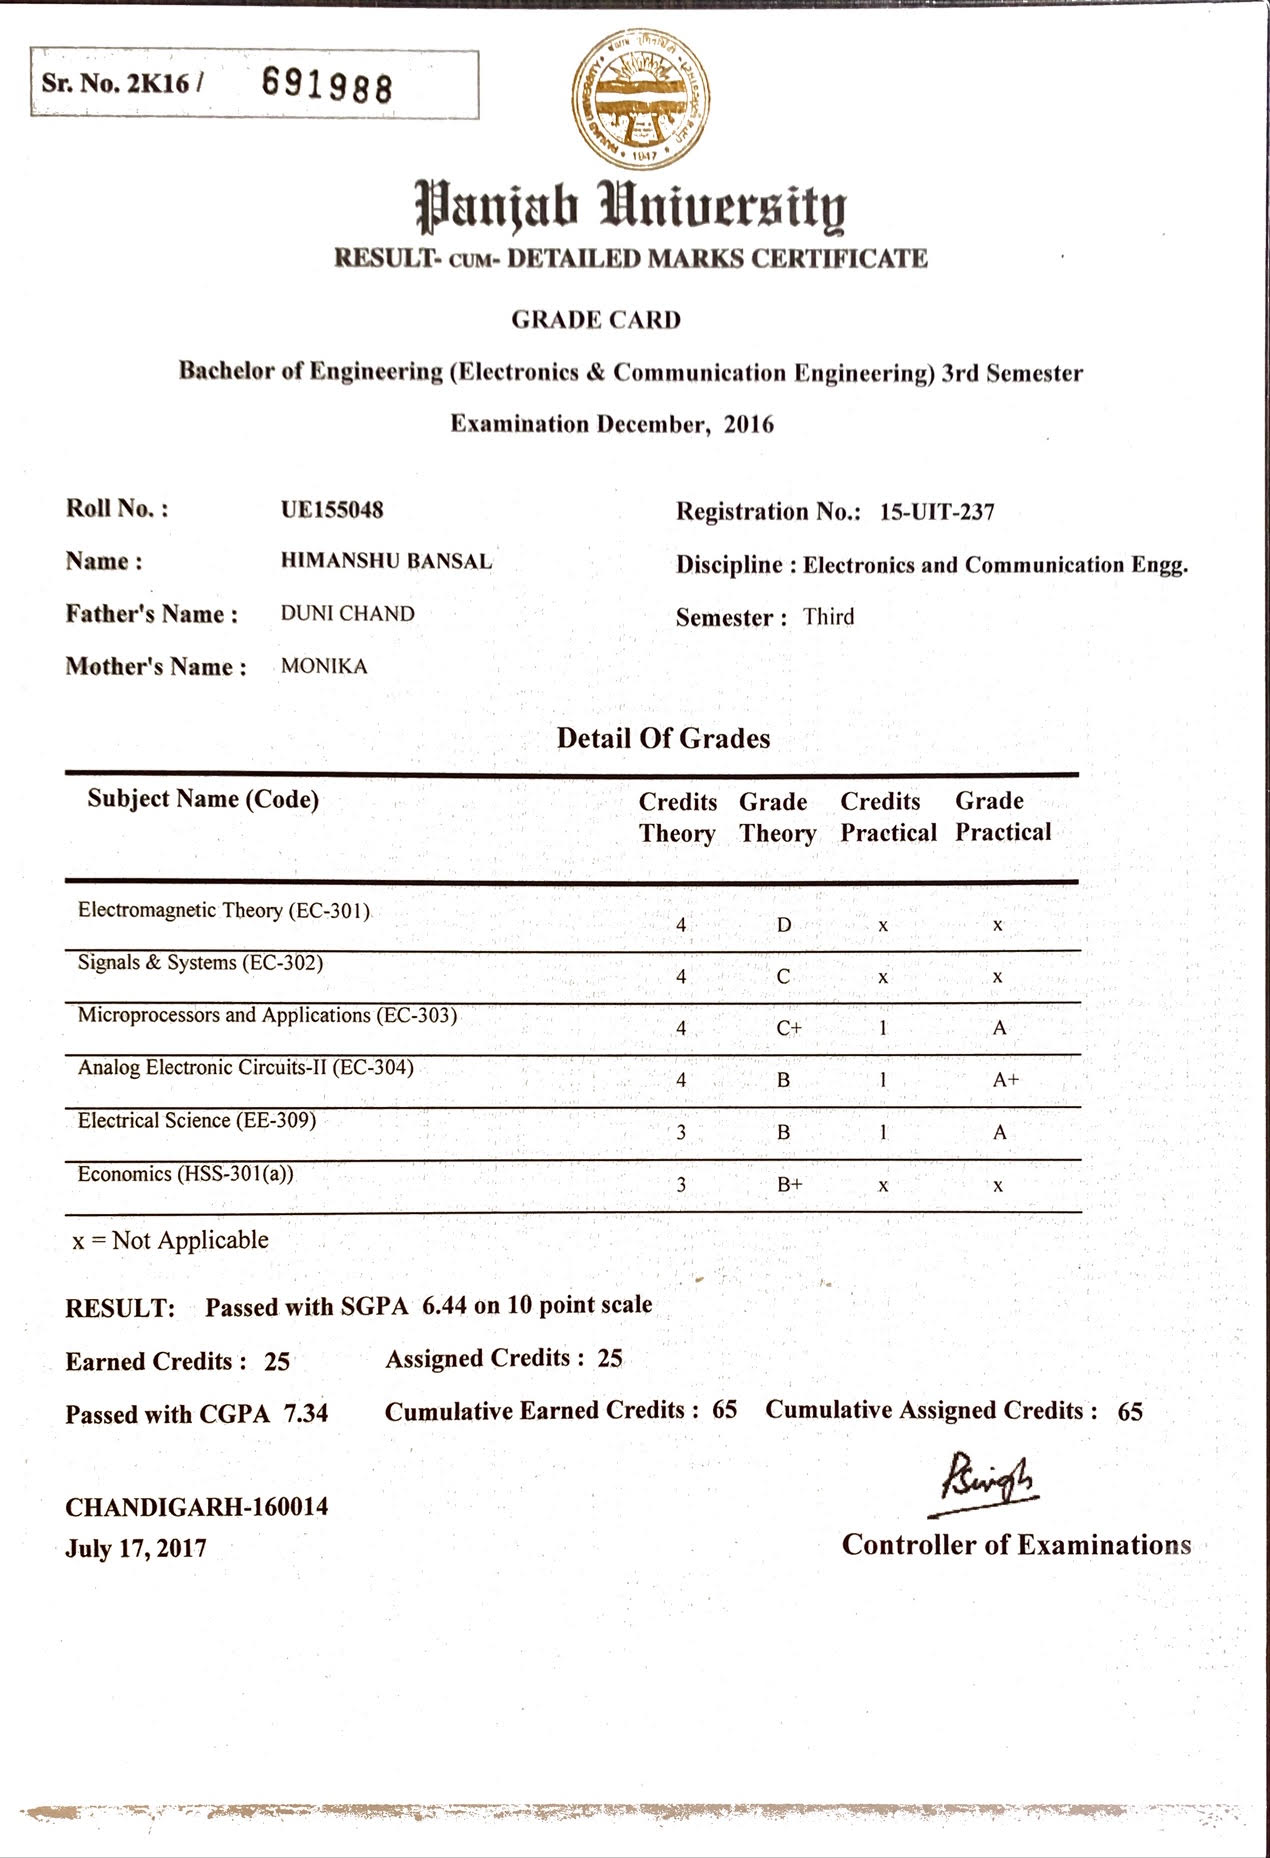 Sr. No. 2K16 / 691988
PANJAB UNIVERSITY
1947
Panjab University
RESULT- CUM- DETAILED MARKS CERTIFICATE
GRADE CARD
Bachelor of Engineering (Electronics & Communication Engineering) 3rd Semester
Examination December, 2016
Roll No. : UE155048 Registration No.: 15-UIT-237
Name : HIMANSHU BANSAL Discipline : Electronics and Communication Engg.
Father's Name : DUNI CHAND Semester : Third
Mother's Name : MONIKA
Detail Of Grades
Subject Name (Code) Credits Grade Credits Grade
Theory Theory Practical Practical
Electromagnetic Theory (EC-301) 4 D x x
Signals & Systems (EC-302) 4 C x x
Microprocessors and Applications (EC-303) 4 C+ 1 A
Analog Electronic Circuits-II (EC-304) 4 B 1 A+
Electrical Science (EE-309) 3 B 1 A
Economics (HSS-301(a)) 3 B+ x x
x = Not Applicable
RESULT: Passed with SGPA 6.44 on 10 point scale
Earned Credits : 25 Assigned Credits : 25
Passed with CGPA 7.34 Cumulative Earned Credits : 65 Cumulative Assigned Credits : 65
PSingh
CHANDIGARH-160014
July 17, 2017 Controller of Examinations